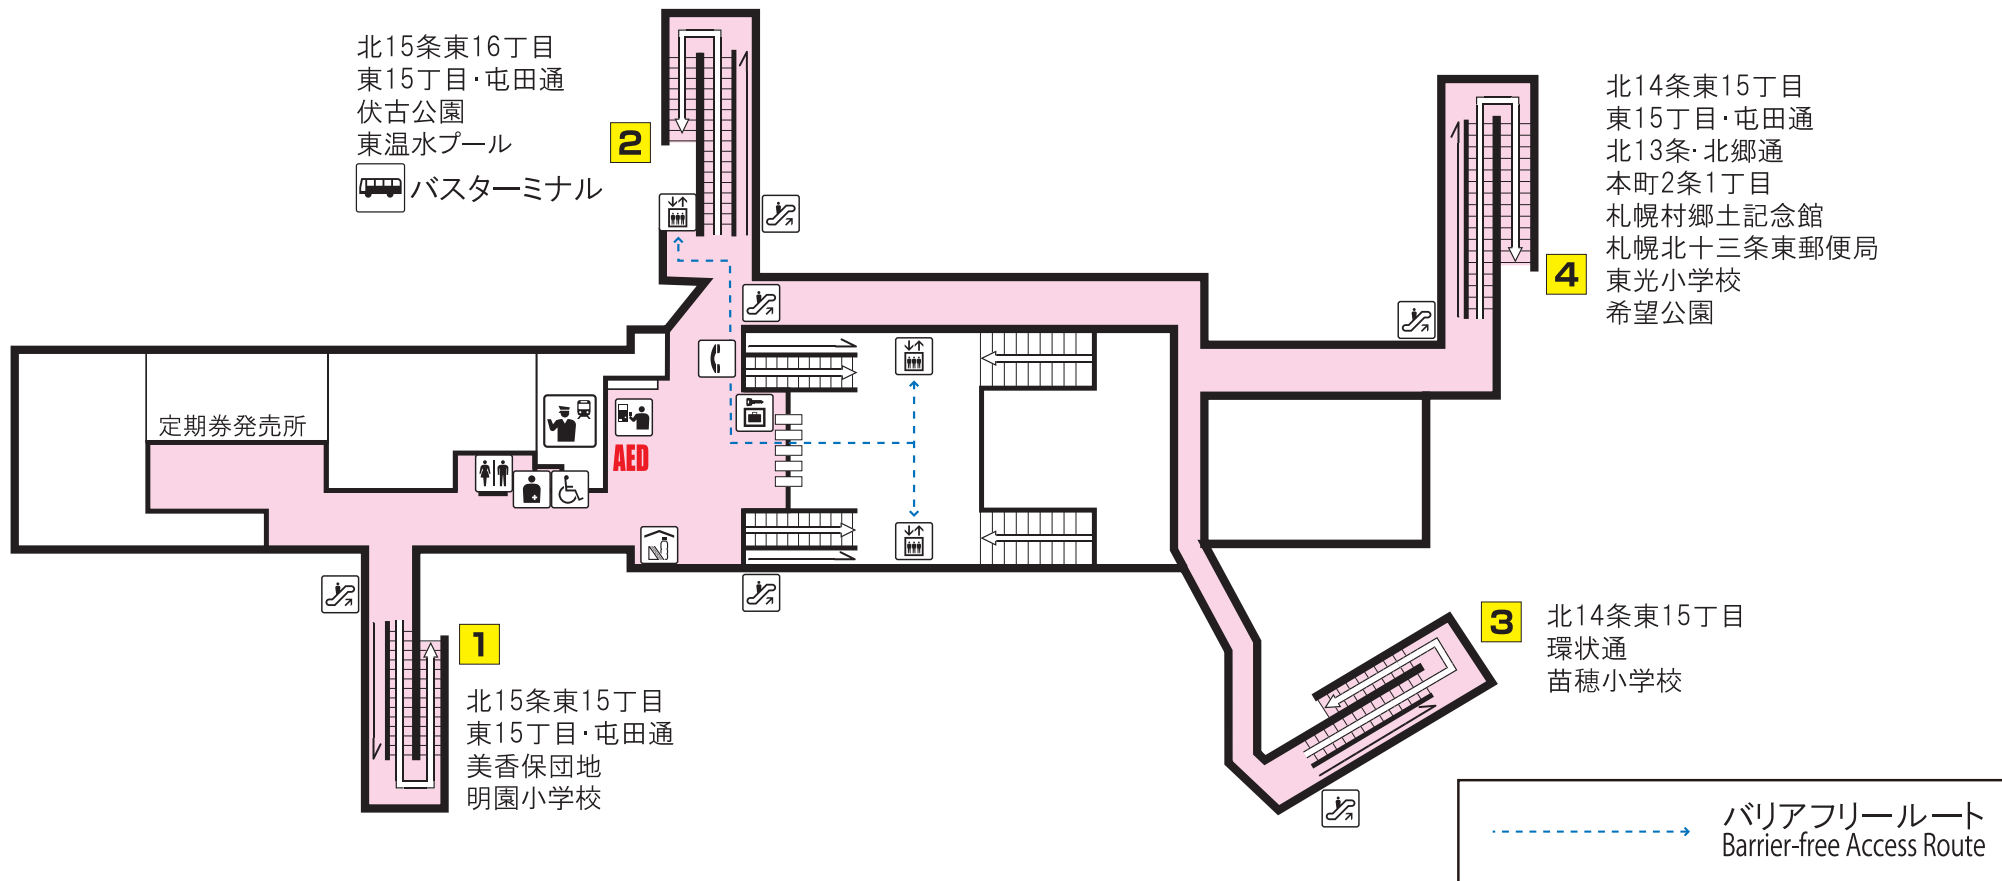 北15条東16丁目
東15丁目･屯田通
伏古公園
東温水プール
バスターミナル
2
北14条東15丁目
東15丁目･屯田通
北13条･北郷通
本町2条1丁目
札幌村郷土記念館
札幌北十三条東郵便局
東光小学校
希望公園
4
定期券発売所
AED
1
北15条東15丁目
東15丁目･屯田通
美香保団地
明園小学校
3
北14条東15丁目
環状通
苗穂小学校
バリアフリールート
Barrier-free Access Route